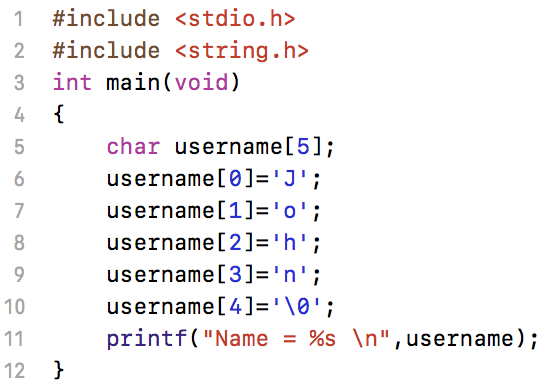 1 #include <stdio.h>
2 #include <string.h>
3 int main(void)
4 {
5     char username[5];
6     username[0]='J';
7     username[1]='o';
8     username[2]='h';
9     username[3]='n';
10     username[4]='\0';
11     printf("Name = %s \n",username);
12 }